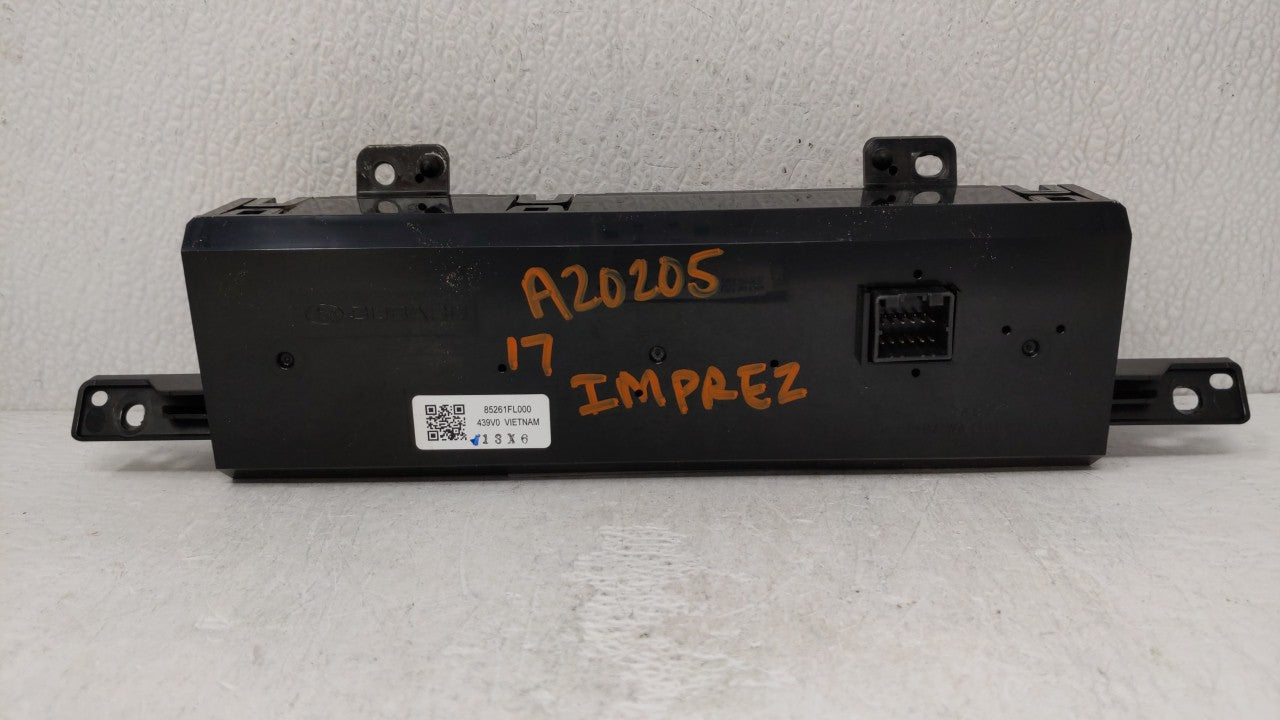 A20205
17
IMPREZ
85261FL000
439V0 VIETNAM
13X6